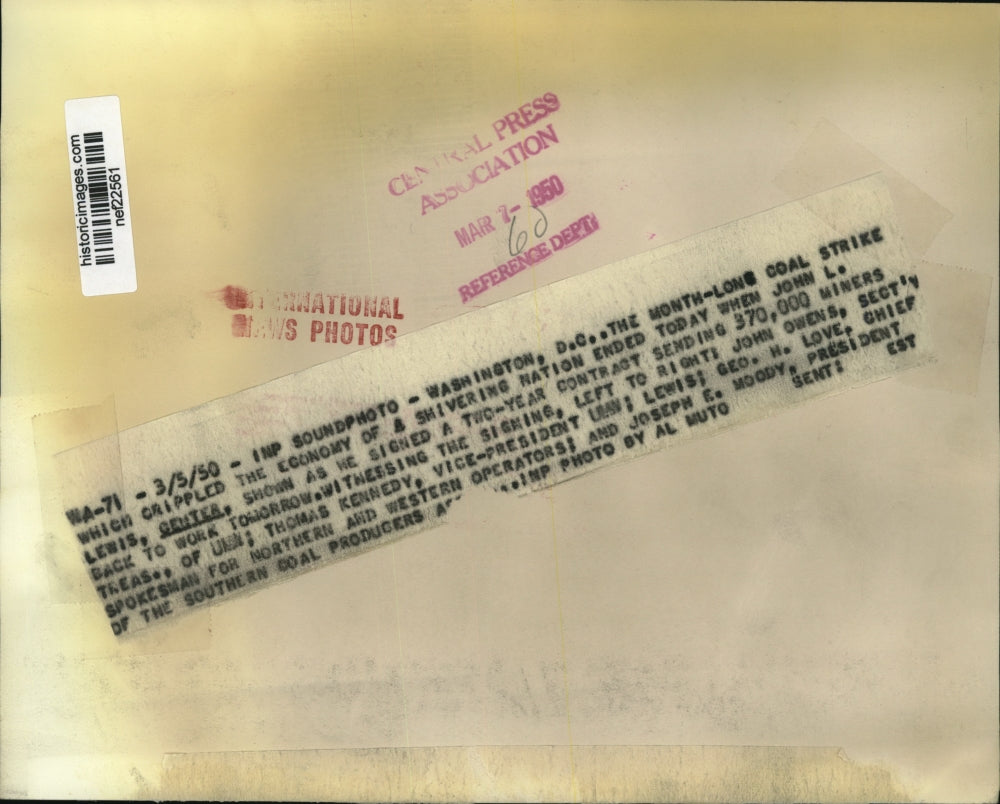 historicimages.com
nef22561
CENTRAL PRESS
ASSOCIATION
MAR 7- 1950
60
REFERENCE DEPT.
INTERNATIONAL
NEWS PHOTOS
WA-71 - 3/5/50 - INP SOUNDPHOTO - WASHINGTON, D.C., THE MONTH-LONG COAL STRIKE
WHICH CRIPPLED THE ECONOMY OF A SHIVERING NATION ENDED TODAY WHEN JOHN L.
LEWIS, CENTER, SHOWN AS HE SIGNED A TWO-YEAR CONTRACT SENDING 370,000 MINERS
BACK TO WORK TOMORROW.WITNESSING THE SIGNING, LEFT TO RIGHT; JOHN OWENS, SECT'Y
TREAS., OF UMW; THOMAS KENNEDY, VICE-PRESIDENT UMW; LEWIS; GEO. H. LOVE, CHIEF
SPOKESMAN FOR NORTHERN AND WESTERN OPERATORS; AND JOSEPH E. MOODY, PRESIDENT
OF THE SOUTHERN COAL PRODUCERS INP PHOTO BY AL MUTO SENT: EST